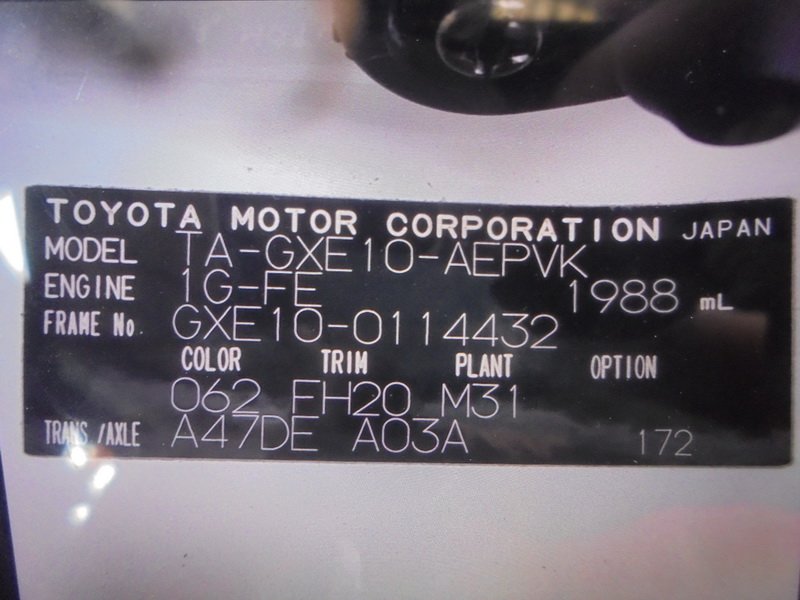 TOYOTA MOTOR CORPORATION JAPAN
MODEL TA-GXE10-AEPVK
ENGINE 1G-FE 1988 mL
FRAME No. GXE10-0114432
COLOR TRIM PLANT OPTION
062 FH20 M31
TRANS/AXLE A47DE A03A 172